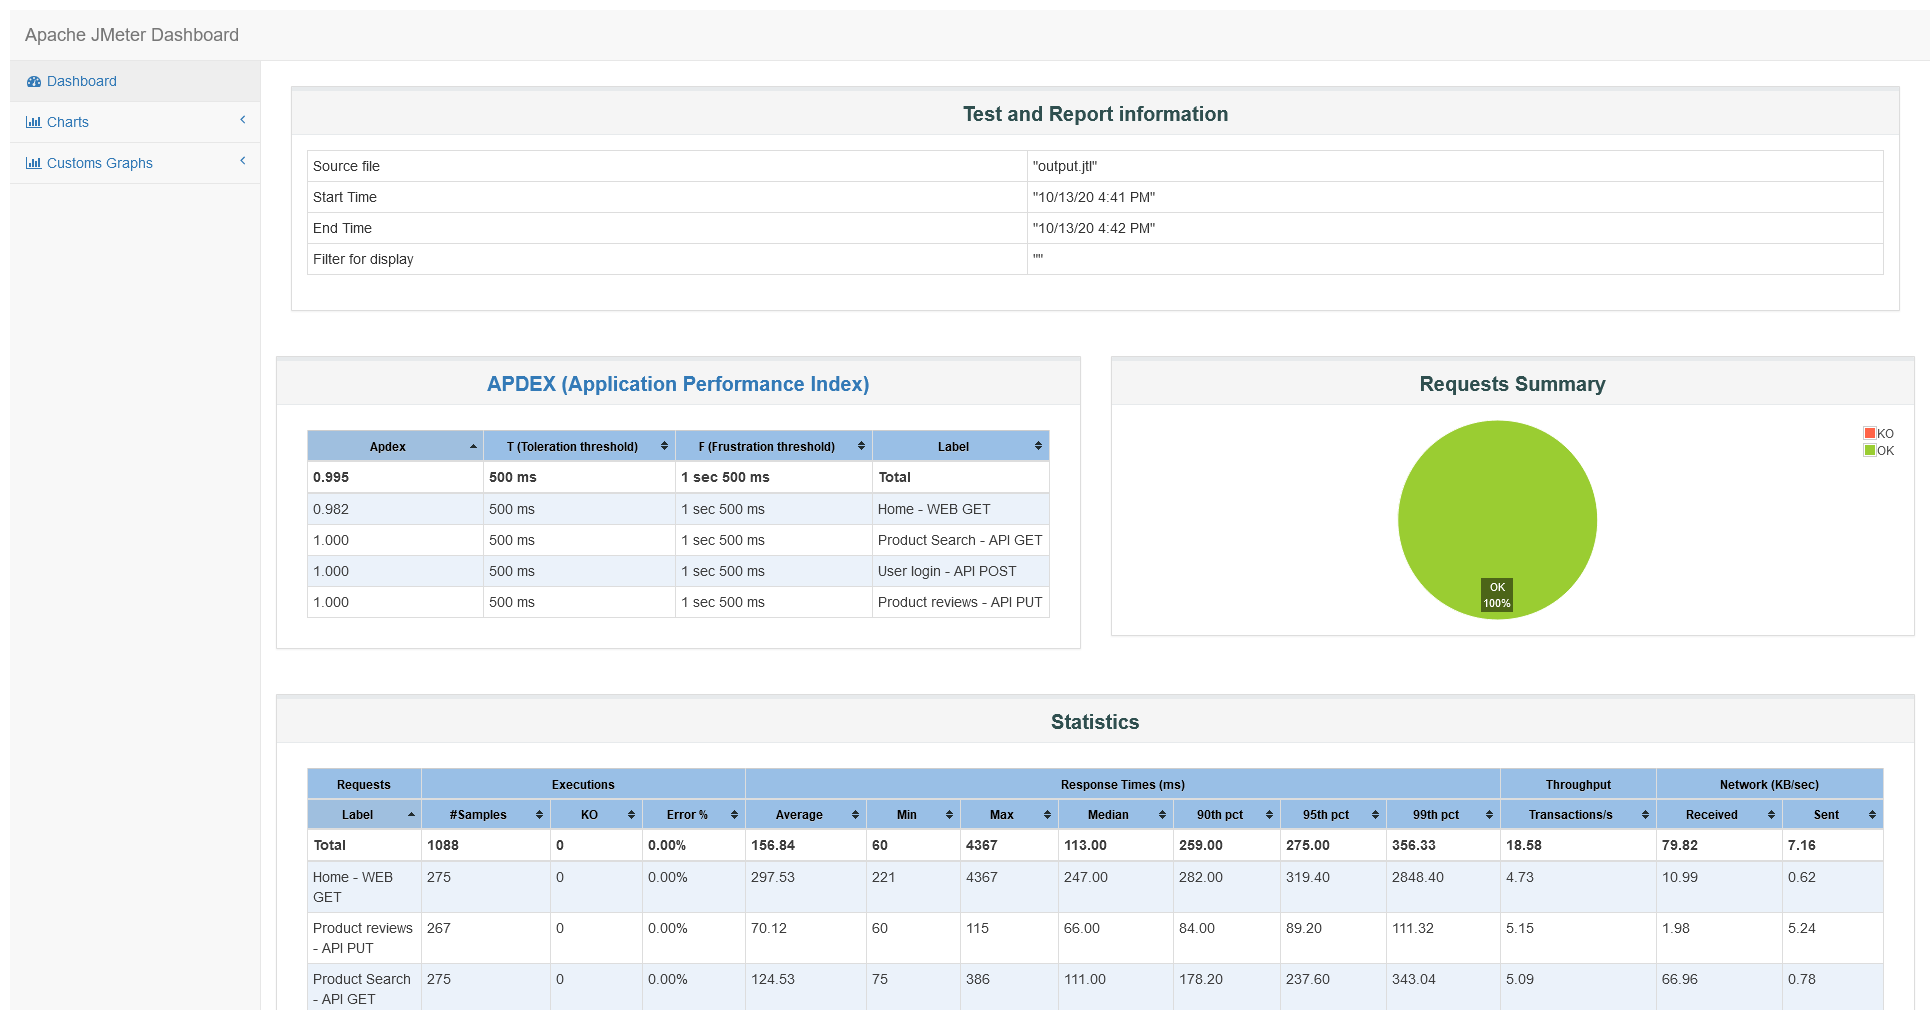 Apache JMeter Dashboard
Dashboard
Charts
Customs Graphs
Test and Report information
Source file "output.jtl"
Start Time "10/13/20 4:41 PM"
End Time "10/13/20 4:42 PM"
Filter for display ""
APDEX (Application Performance Index)
Apdex T (Toleration threshold) F (Frustration threshold) Label
0.995 500 ms 1 sec 500 ms Total
0.982 500 ms 1 sec 500 ms Home - WEB GET
1.000 500 ms 1 sec 500 ms Product Search - API GET
1.000 500 ms 1 sec 500 ms User login - API POST
1.000 500 ms 1 sec 500 ms Product reviews - API PUT
Requests Summary
KO
OK
OK
100%
Statistics
Requests Executions Response Times (ms) Throughput Network (KB/sec)
Label #Samples KO Error % Average Min Max Median 90th pct 95th pct 99th pct Transactions/s Received Sent
Total 1088 0 0.00% 156.84 60 4367 113.00 259.00 275.00 356.33 18.58 79.82 7.16
Home - WEB 275 0 0.00% 297.53 221 4367 247.00 282.00 319.40 2848.40 4.73 10.99 0.62
GET
Product reviews 267 0 0.00% 70.12 60 115 66.00 84.00 89.20 111.32 5.15 1.98 5.24
- API PUT
Product Search 275 0 0.00% 124.53 75 386 111.00 178.20 237.60 343.04 5.09 66.96 0.78
- API GET